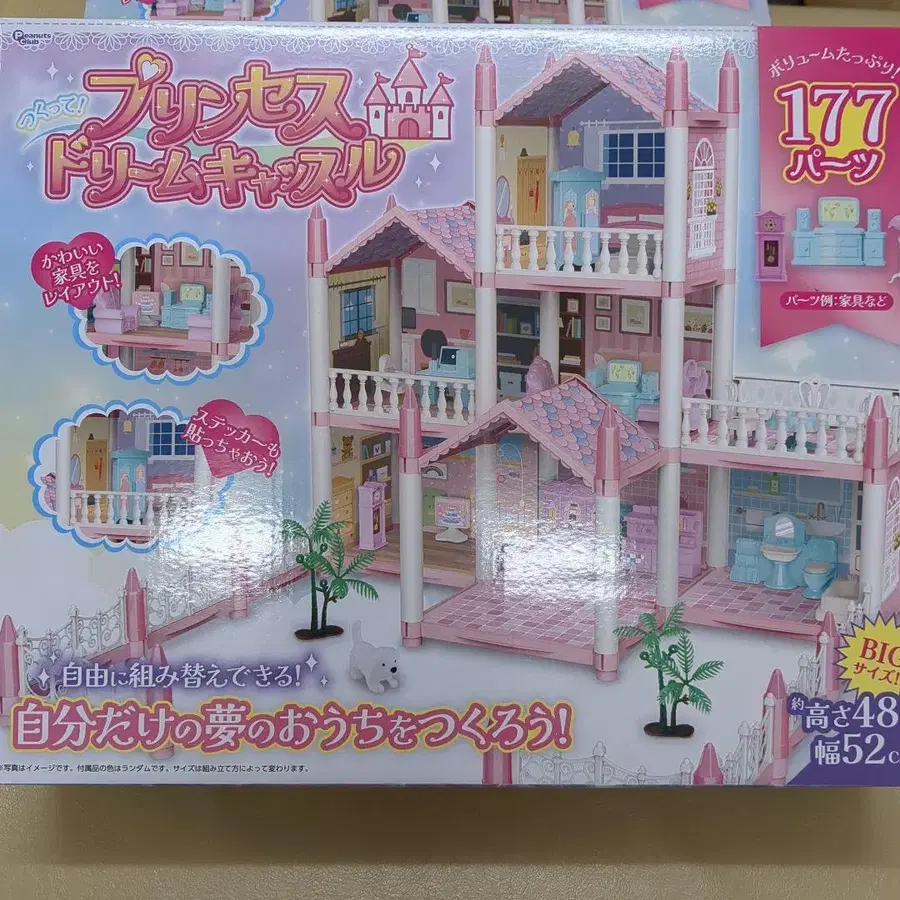 Peanuts Club
つくって!
プリンセス
ドリームキャッスル
ボリュームたっぷり!
177
パーツ
パーツ例:家具など
かわいい
家具を
レイアウト!
ステッカーも
貼っちゃおう!
自由に組み替えできる!
自分だけの夢のおうちをつくろう!
※写真はイメージです。付属品の色はランダムです。サイズは組み立て方によって変わります。
BIG
サイズ!
約高さ48
幅52c